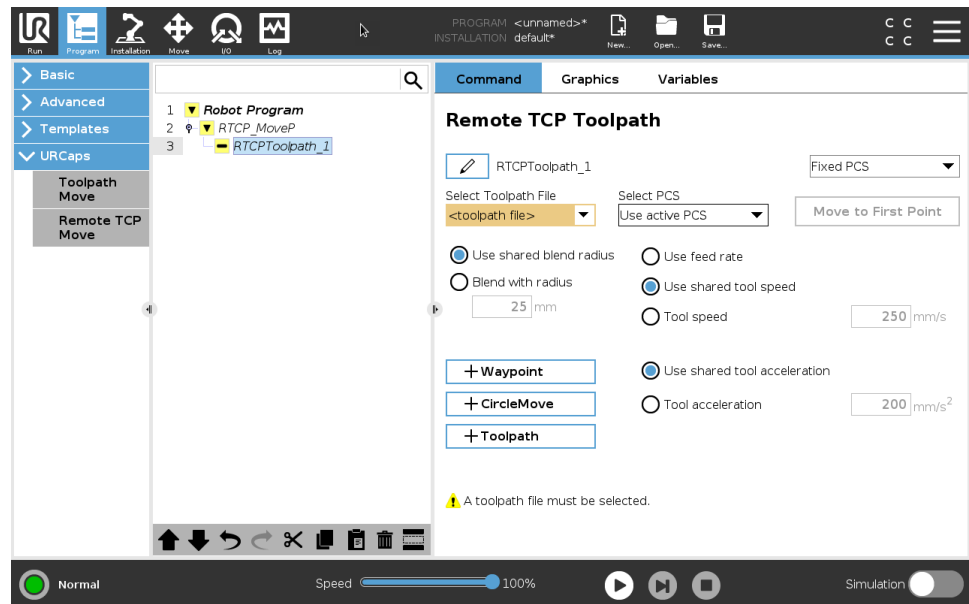 PROGRAM <unnamed>*
INSTALLATION default*
Run Program Installation Move I/O Log New... Open... Save...
C C
C C
Basic
Advanced
Templates
URCaps
Toolpath
Move
Remote TCP
Move
1 Robot Program
2 RTCP_MoveP
3 RTCPToolpath_1
Command Graphics Variables
Remote TCP Toolpath
RTCPToolpath_1 Fixed PCS
Select Toolpath File Select PCS
<toolpath file> Use active PCS Move to First Point
Use shared blend radius Use feed rate
Blend with radius Use shared tool speed
25 mm Tool speed 250 mm/s
+ Waypoint Use shared tool acceleration
+ CircleMove Tool acceleration 200 mm/s²
+ Toolpath
A toolpath file must be selected.
Normal Speed 100% Simulation